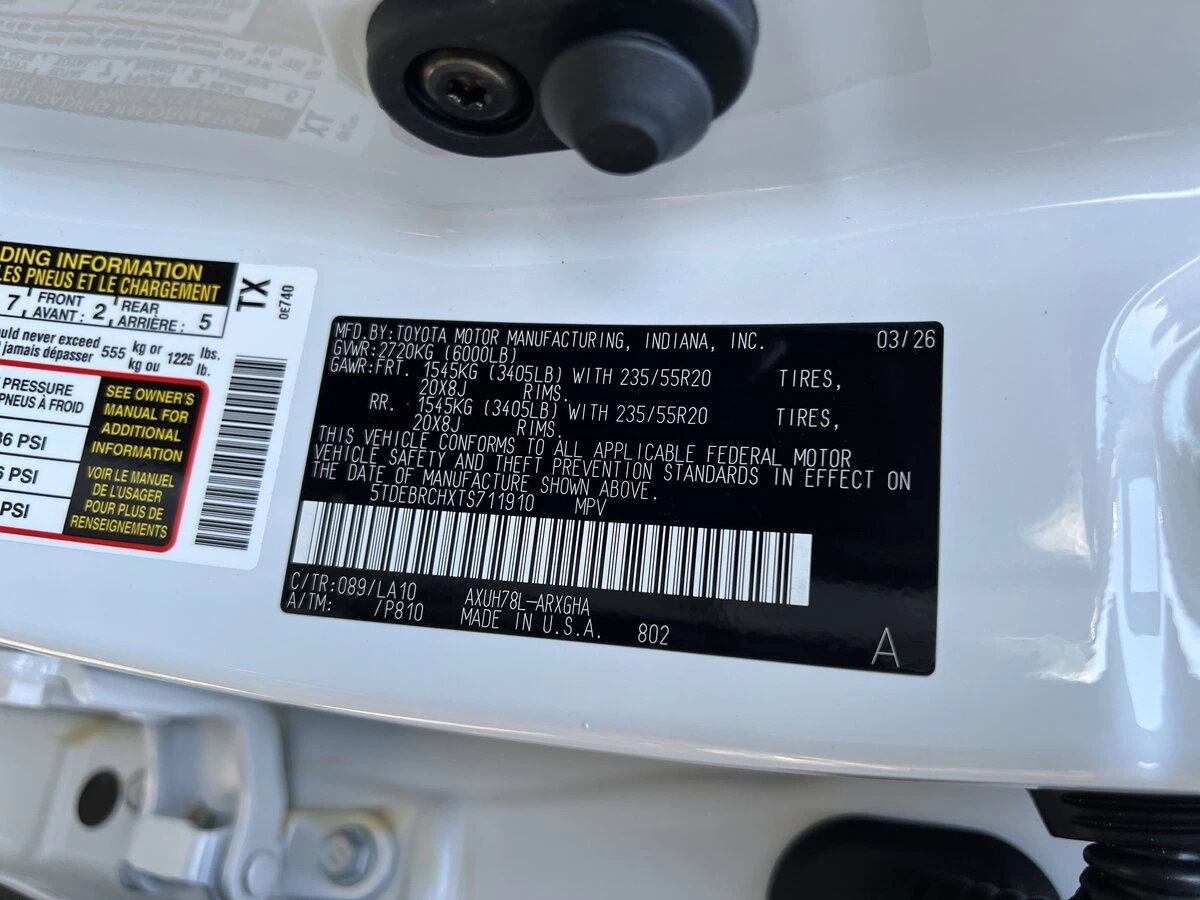 DING INFORMATION
LES PNEUS ET LE CHARGEMENT
7 FRONT AVANT : 2 REAR ARRIÈRE : 5
uld never exceed 555 kg or 1225 lbs.
jamais dépasser kg ou lb.
PRESSURE
PNEUS À FROID
36 PSI
6 PSI
PSI
SEE OWNER'S
MANUAL FOR
ADDITIONAL
INFORMATION
VOIR LE MANUEL
DE L'USAGER
POUR PLUS DE
RENSEIGNEMENTS
TX
0E740
MFD.BY:TOYOTA MOTOR MANUFACTURING, INDIANA, INC. 03/26
GVWR:2720KG (6000LB)
GAWR:FRT. 1545KG (3405LB) WITH 235/55R20 TIRES,
20X8J RIMS.
RR. 1545KG (3405LB) WITH 235/55R20 TIRES,
20X8J RIMS.
THIS VEHICLE CONFORMS TO ALL APPLICABLE FEDERAL MOTOR
VEHICLE SAFETY AND THEFT PREVENTION STANDARDS IN EFFECT ON
THE DATE OF MANUFACTURE SHOWN ABOVE.
5TDEBRCHXTS711910 MPV
C/TR:089/LA10 AXUH78L-ARXGHA
A/TM: /P810 MADE IN U.S.A. 802
A